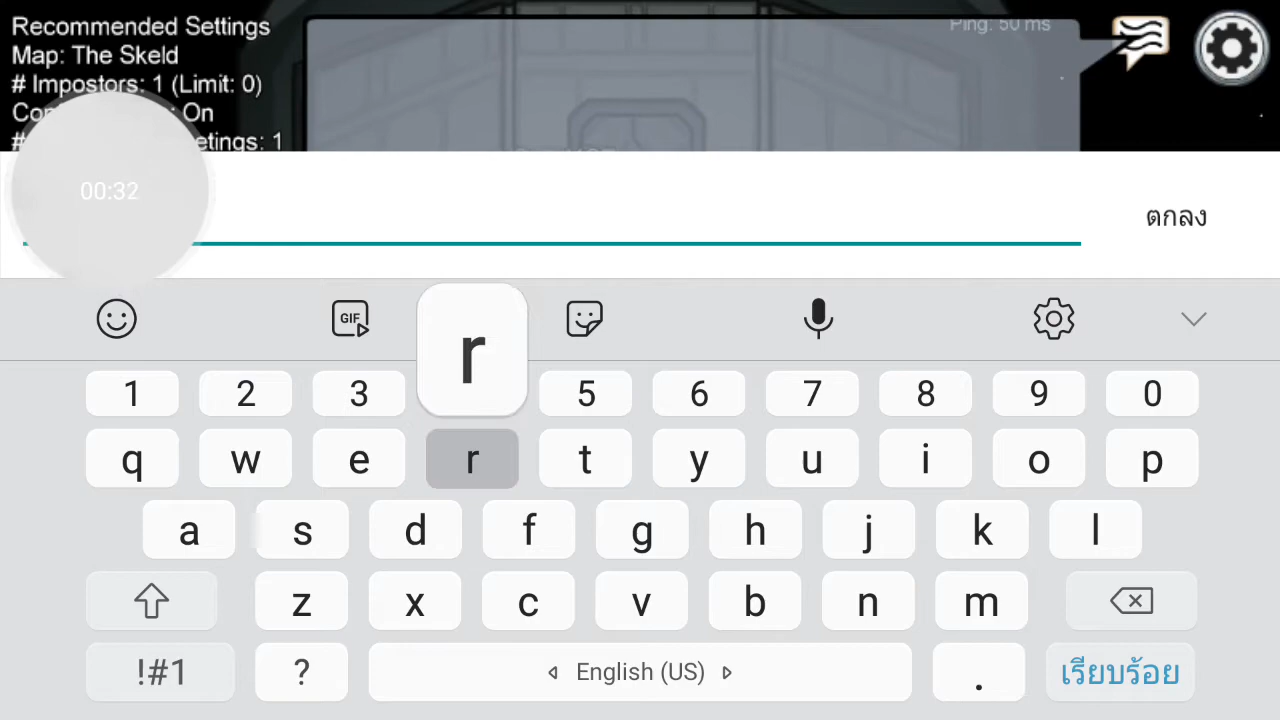 Recommended Settings
Ping: 50 ms
Map: The Skeld
# Impostors: 1 (Limit: 0)
On
#
etings: 1
00:32
ตกลง
GIF
r
1 2 3 5 6 7 8 9 0
q w e r t y u i o p
a s d f g h j k l
z x c v b n m
!#1 ? English (US) . เรียบร้อย